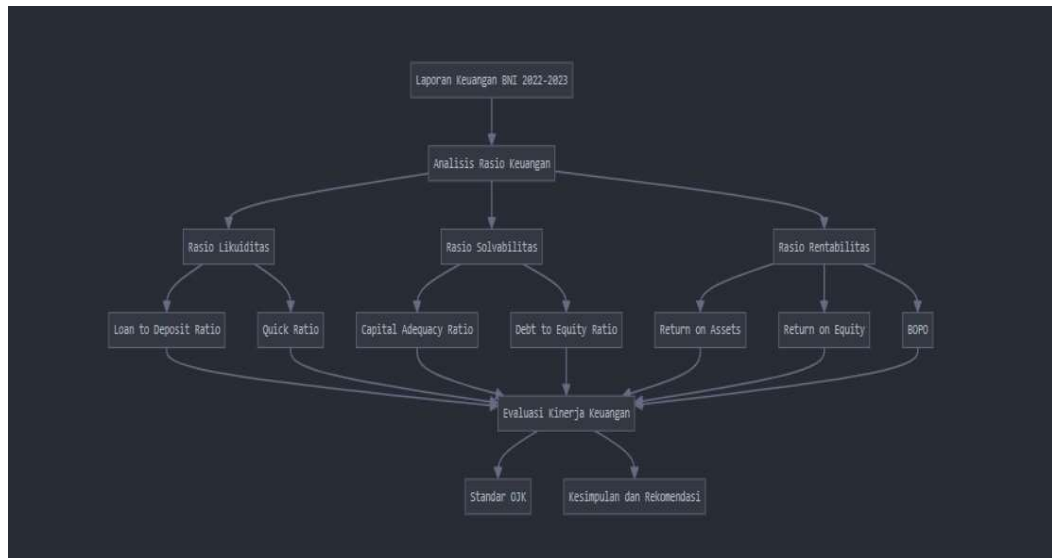 Laporan Keuangan BNI 2022-2023
Analisis Rasio Keuangan
Rasio Likuiditas
Rasio Solvabilitas
Rasio Rentabilitas
Loan to Deposit Ratio
Quick Ratio
Capital Adequacy Ratio
Debt to Equity Ratio
Return on Assets
Return on Equity
BOPO
Evaluasi Kinerja Keuangan
Standar OJK
Kesimpulan dan Rekomendasi